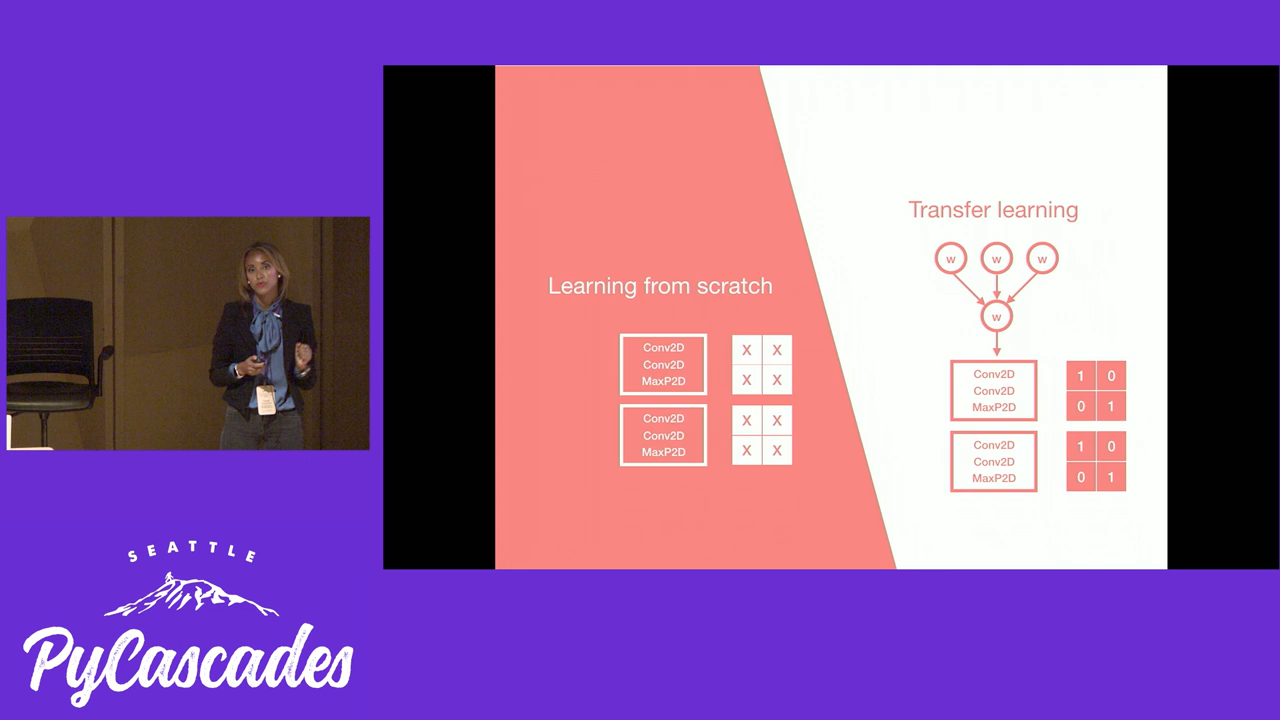 SEATTLE
PyCascades
Learning from scratch
Conv2D
Conv2D
MaxP2D
X X
X X
Conv2D
Conv2D
MaxP2D
X X
X X
Transfer learning
w w w
w
Conv2D
Conv2D
MaxP2D
1 0
0 1
Conv2D
Conv2D
MaxP2D
1 0
0 1